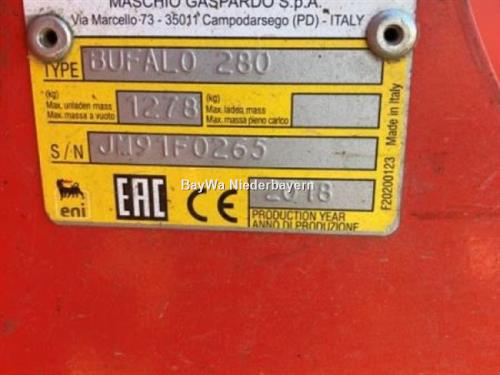 MASCHIO GASPARDO S.p.A.
Via Marcello 73 - 35011 Campodarsego (PD) - ITALY
TYPE BUFALO 280
(kg) Max. unladen mass Max. massa a vuoto 1278 (kg) Max. laden mass Max. massa pieno carico
S/N JM91F0265
BayWa Niederbayern
eni EAC CE 2018
PRODUCTION YEAR
ANNO DI PRODUZIONE
F20200123 Made in Italy